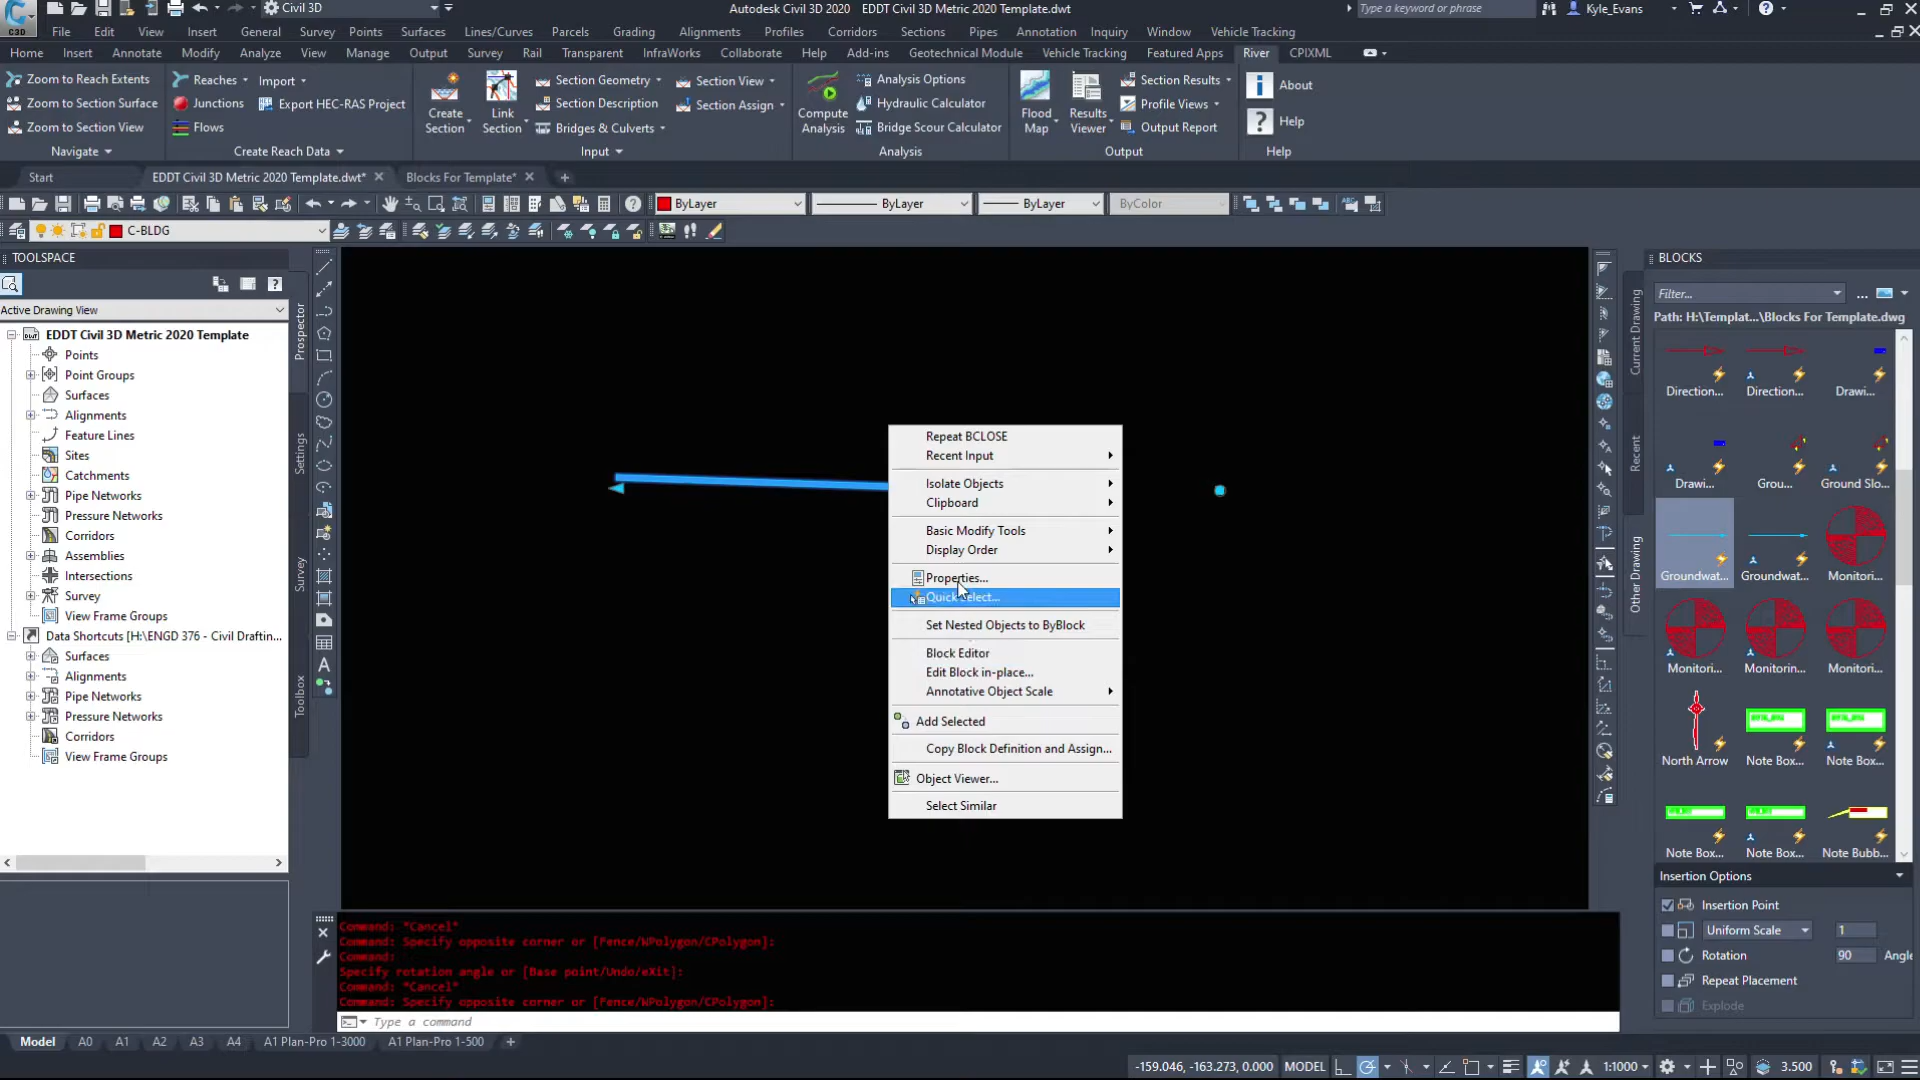 Civil 3D
Autodesk Civil 3D 2020 EDDT Civil 3D Metric 2020 Template.dwt
Type a keyword or phrase
Kyle_Evans
C3D
File Edit View Insert General Survey Points Surfaces Lines/Curves Parcels Grading Alignments Profiles Corridors Sections Pipes Annotation Inquiry Window Vehicle Tracking
Home Insert Annotate Modify Analyze View Manage Output Survey Rail Transparent InfraWorks Collaborate Help Add-ins Geotechnical Module Vehicle Tracking Featured Apps River CPIXML
Zoom to Reach Extents
Zoom to Section Surface
Zoom to Section View
Navigate
Reaches
Junctions
Flows
Import
Export HEC-RAS Project
Create Reach Data
Create Section
Link Section
Section Geometry
Section Description
Bridges & Culverts
Section View
Section Assign
Input
Compute Analysis
Analysis Options
Hydraulic Calculator
Bridge Scour Calculator
Analysis
Flood Map
Results Viewer
Section Results
Profile Views
Output Report
Output
About
Help
Help
Start
EDDT Civil 3D Metric 2020 Template.dwt*
Blocks For Template*
ByLayer
ByLayer
ByLayer
ByColor
C-BLDG
TOOLSPACE
Active Drawing View
EDDT Civil 3D Metric 2020 Template
Points
Point Groups
Surfaces
Alignments
Feature Lines
Sites
Catchments
Pipe Networks
Pressure Networks
Corridors
Assemblies
Intersections
Survey
View Frame Groups
Data Shortcuts [H:\ENGD 376 - Civil Draftin...
Surfaces
Alignments
Pipe Networks
Pressure Networks
Corridors
View Frame Groups
Prospector
Settings
Survey
Toolbox
Repeat BCLOSE
Recent Input
Isolate Objects
Clipboard
Basic Modify Tools
Display Order
Properties...
Quick Select...
Set Nested Objects to ByBlock
Block Editor
Edit Block in-place...
Annotative Object Scale
Add Selected
Copy Block Definition and Assign...
Object Viewer...
Select Similar
Command: *Cancel*
Command: Specify opposite corner or [Fence/WPolygon/CPolygon]:
Command:
Specify rotation angle or [Base point/Undo/eXit]:
Command: *Cancel*
Command: Specify opposite corner or [Fence/WPolygon/CPolygon]:
Type a command
BLOCKS
Filter...
Path: H:\Templat...\Blocks For Template.dwg
Current Drawing
Recent
Other Drawing
Direction... Direction... Drawi...
Drawi... Grou... Ground Slo...
Groundwat... Groundwat... Monitori...
Monitori... Monitorin... Monitori...
North Arrow Note Box... Note Box...
Note Box... Note Box... Note Bubb...
Insertion Options
Insertion Point
Uniform Scale 1
Rotation 90 Angle
Repeat Placement
Explode
Model A0 A1 A2 A3 A4 A1 Plan-Pro 1-3000 A1 Plan-Pro 1-500
-159.046, -163.273, 0.000 MODEL 1:1000 3.500